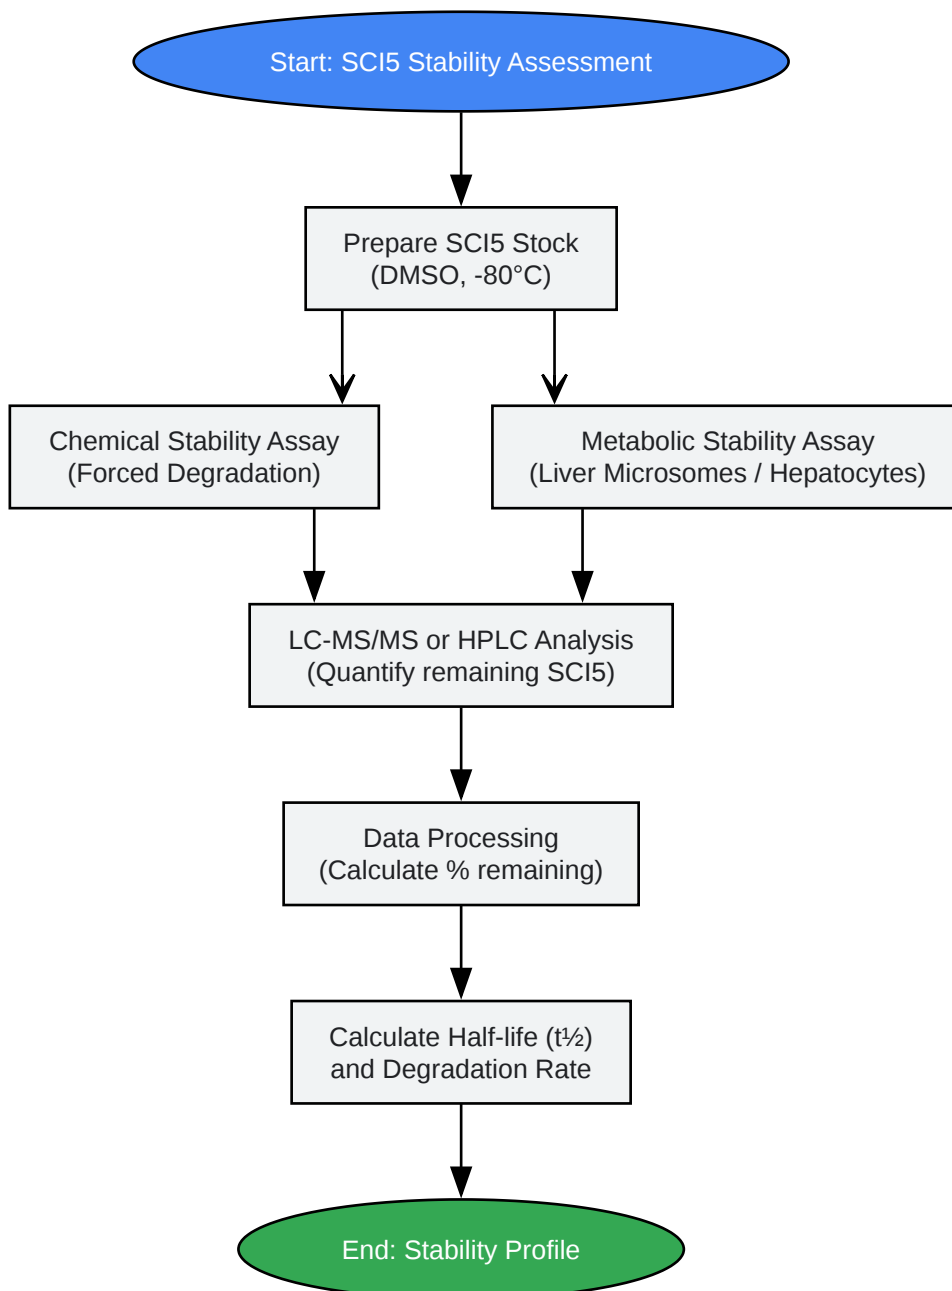 Start: SCI5 Stability Assessment
Prepare SCI5 Stock
(DMSO, -80°C)
Chemical Stability Assay
(Forced Degradation)
Metabolic Stability Assay
(Liver Microsomes / Hepatocytes)
LC-MS/MS or HPLC Analysis
(Quantify remaining SCI5)
Data Processing
(Calculate % remaining)
Calculate Half-life (t½)
and Degradation Rate
End: Stability Profile